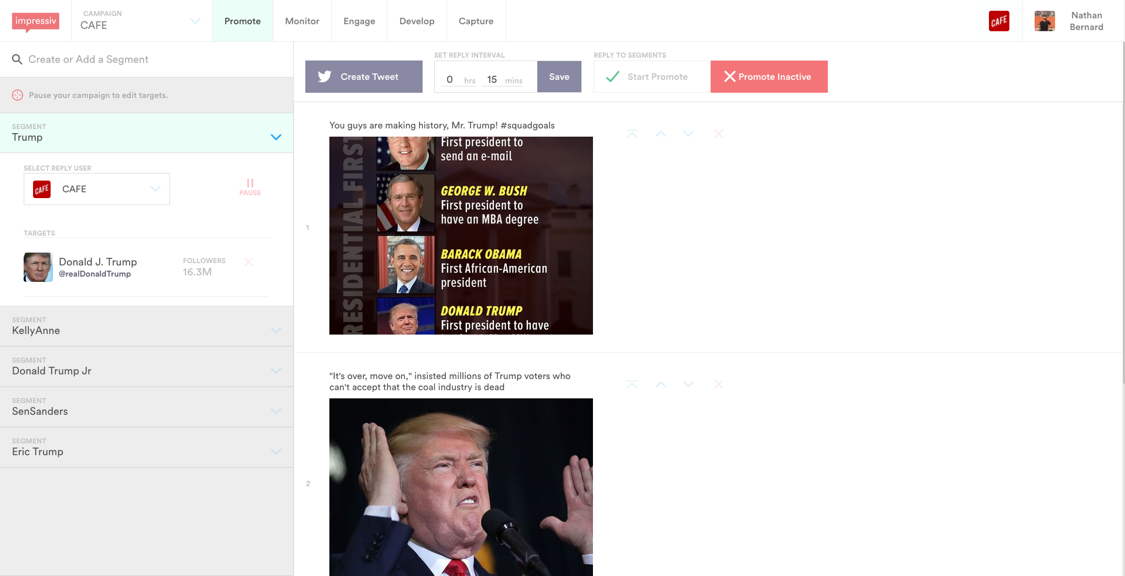 impressiv
CAMPAIGN
CAFE
Promote
Monitor
Engage
Develop
Capture
CAFE
Nathan
Bernard
Create or Add a Segment
Pause your campaign to edit targets.
SEGMENT
Trump
SELECT REPLY USER
CAFE
CAFE
PAUSE
TARGETS
Donald J. Trump
@realDonaldTrump
FOLLOWERS
16.3M
SEGMENT
KellyAnne
SEGMENT
Donald Trump Jr
SEGMENT
SenSanders
SEGMENT
Eric Trump
Create Tweet
SET REPLY INTERVAL
0 hrs 15 mins
Save
REPLY TO SEGMENTS
Start Promote
Promote Inactive
1
You guys are making history, Mr. Trump! #squadgoals
RESIDENTIAL FIRST
First president to
send an e-mail
GEORGE W. BUSH
First president to
have an MBA degree
BARACK OBAMA
First African-American
president
DONALD TRUMP
First president to have
2
"It's over, move on," insisted millions of Trump voters who
can't accept that the coal industry is dead